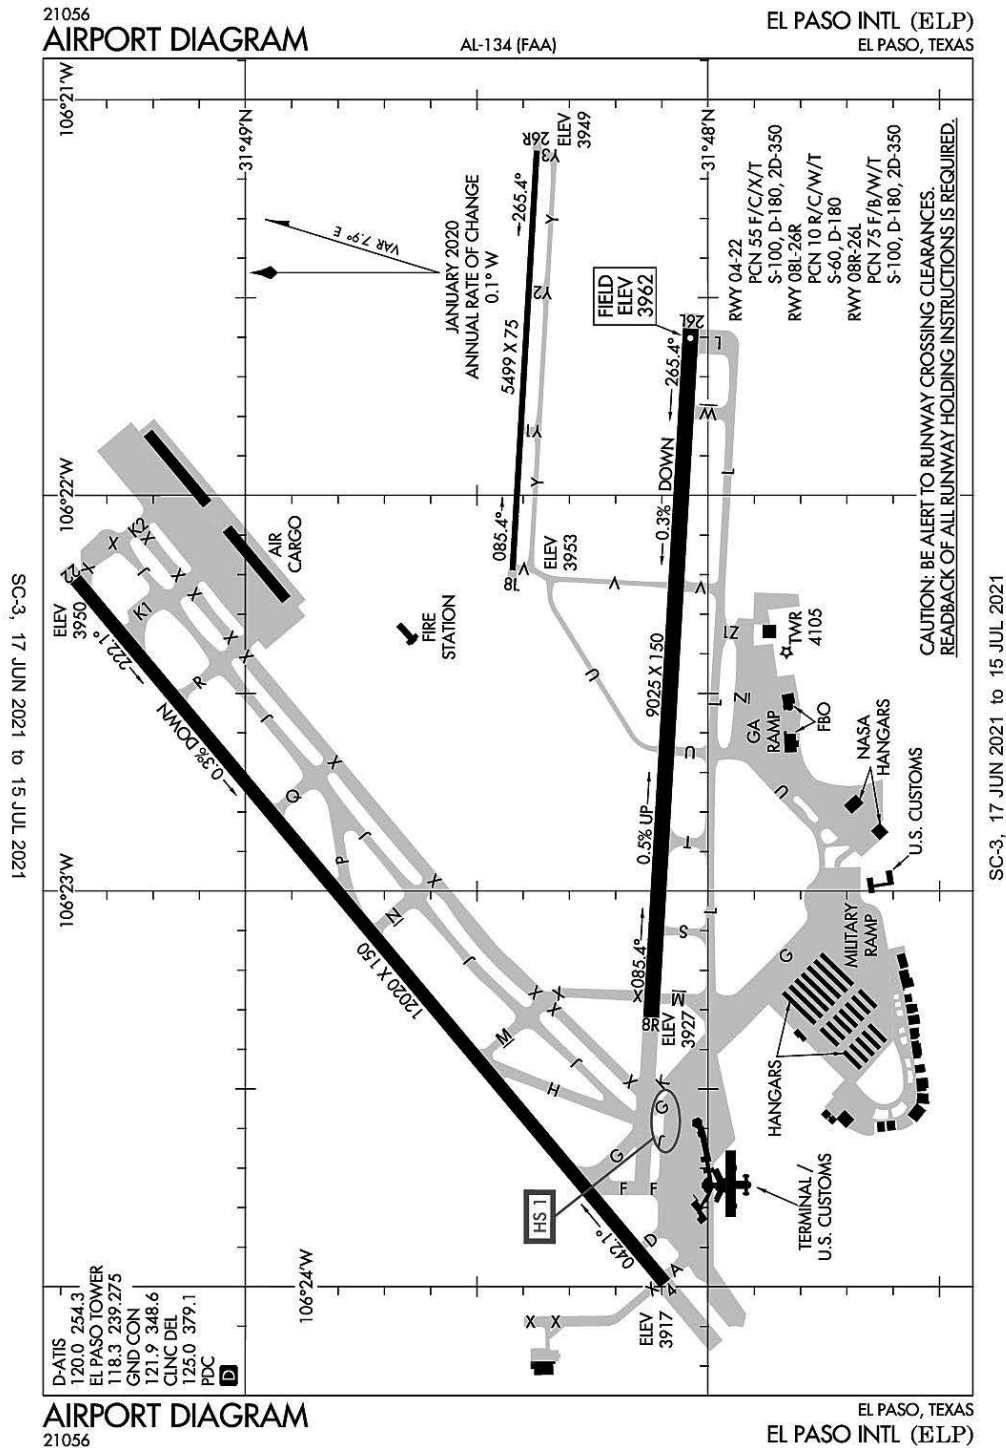 21056
AIRPORT DIAGRAM
AL-134 (FAA)
EL PASO INTL (ELP)
EL PASO, TEXAS
106°21'W
31°49'N
31°48'N
106°22'W
106°23'W
106°24'W
VAR 7.9° E
JANUARY 2020
ANNUAL RATE OF CHANGE
0.1° W
26R
Y3
ELEV
3949
265.4°
Y
Y2
5499 X 75
Y1
Y
085.4°
8L
V
ELEV
3953
FIELD
ELEV
3962
26L
L
265.4°
W
0.3% DOWN
L
V
V
RWY 04-22
PCN 55 F/C/X/T
S-100, D-180, 2D-350
RWY 08L-26R
PCN 10 R/C/W/T
S-60, D-180
RWY 08R-26L
PCN 75 F/B/W/T
S-100, D-180, 2D-350
CAUTION: BE ALERT TO RUNWAY CROSSING CLEARANCES.
READBACK OF ALL RUNWAY HOLDING INSTRUCTIONS IS REQUIRED.
AIR
CARGO
FIRE
STATION
ELEV
3950
22
X
X
K2
X
J
X
K1
X
X
X
222.1°
R
J
0.3% DOWN
X
Q
P
J
X
N
J
12020 X 150
X
X
X
M
J
H
X
X
9025 X 150
U
U
Z1
TWR
4105
L
N
GA
RAMP
FBO
U
NASA
HANGARS
U.S. CUSTOMS
0.5% UP
T
L
S
085.4°
X
M
8R
ELEV
3927
G
MILITARY
RAMP
HANGARS
K
G
J
HS 1
G
F
F
D
A
042.1°
X
4
ELEV
3917
X
X
TERMINAL /
U.S. CUSTOMS
D-ATIS
120.0 254.3
EL PASO TOWER
118.3 239.275
GND CON
121.9 348.6
CLNC DEL
125.0 379.1
PDC
D
SC-3, 17 JUN 2021 to 15 JUL 2021
SC-3, 17 JUN 2021 to 15 JUL 2021
AIRPORT DIAGRAM
21056
EL PASO, TEXAS
EL PASO INTL (ELP)